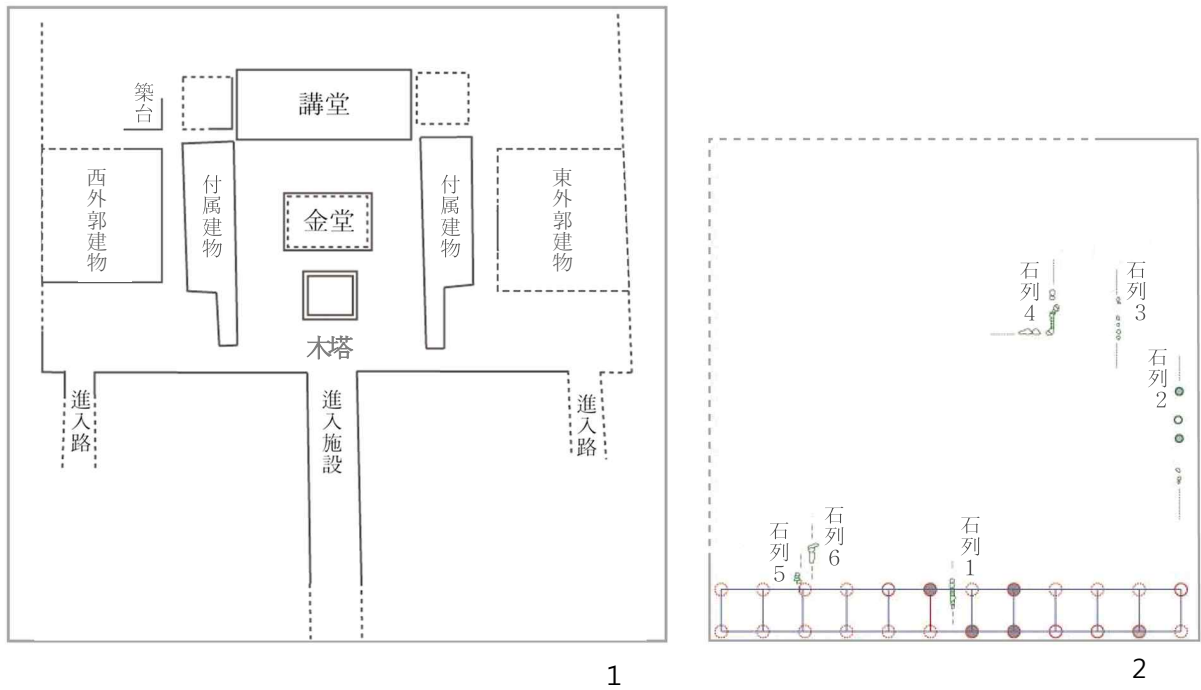 築台
講堂
西外郭建物
付属建物
金堂
付属建物
東外郭建物
木塔
進入路
進入施設
進入路
1
石列4
石列3
石列2
石列5
石列6
石列1
2